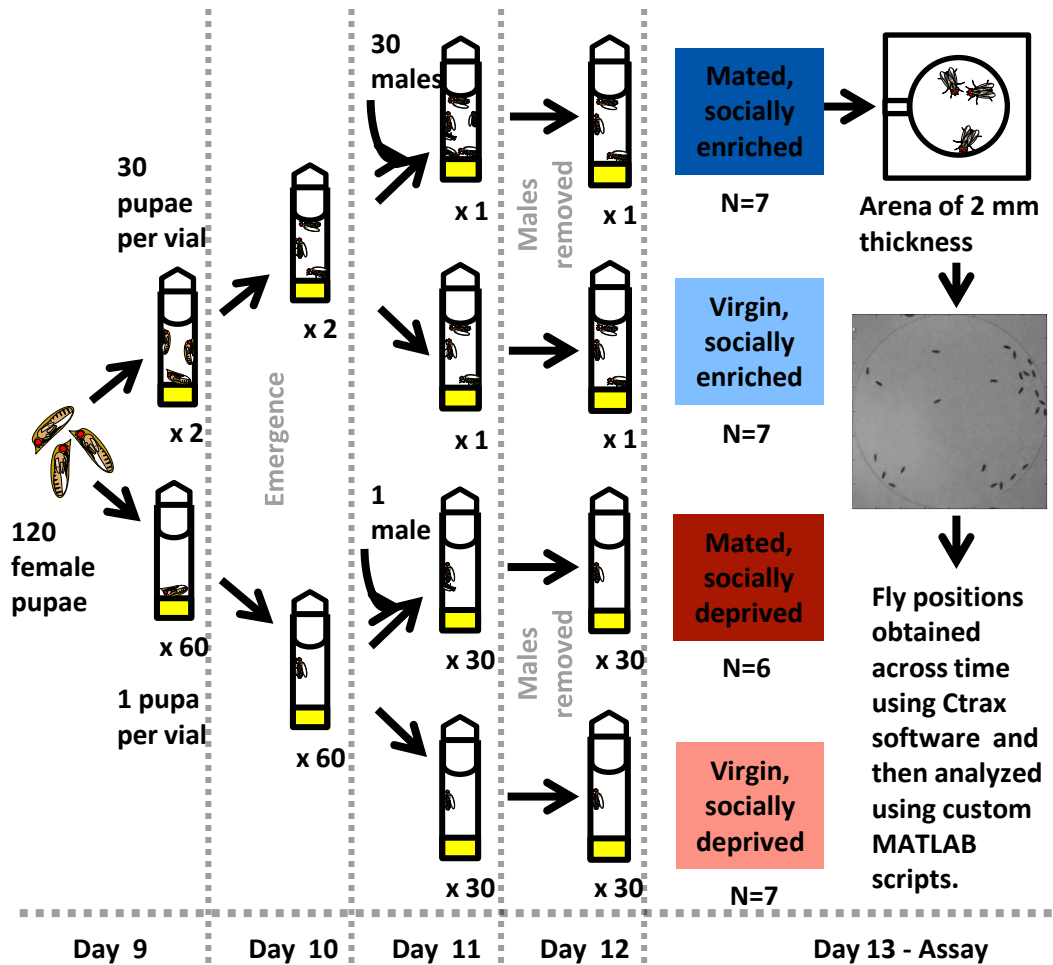 30
pupae
per vial
x 2
120
female
pupae
x 60
1 pupa
per vial
x 2
Emergence
x 60
30
males
x 1
x 1
1
male
x 30
x 30
Males
removed
x 1
x 1
Males
removed
x 30
x 30
Mated,
socially
enriched
N=7
Virgin,
socially
enriched
N=7
Mated,
socially
deprived
N=6
Virgin,
socially
deprived
N=7
Arena of 2 mm
thickness
Fly positions
obtained
across time
using Ctrax
software and
then analyzed
using custom
MATLAB
scripts.
Day 9
Day 10
Day 11
Day 12
Day 13 - Assay